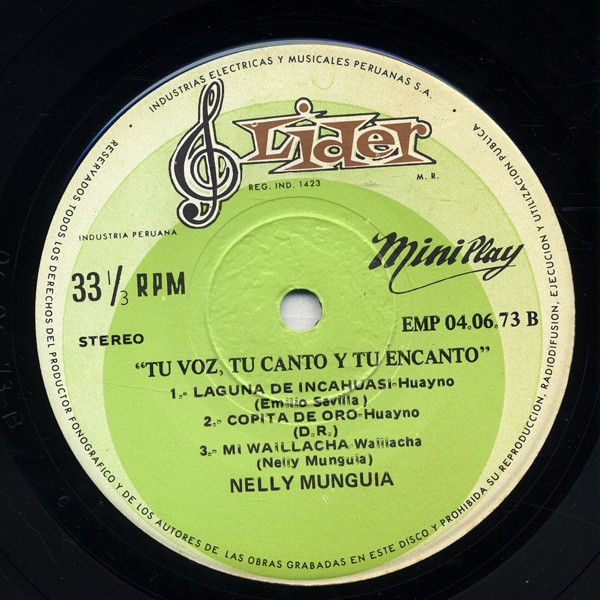 INDUSTRIAS ELECTRICAS Y MUSICALES PERUANAS S.A.
Lider
REG. IND. 1423
M. R.
INDUSTRIA PERUANA
MiniPlay
33 1/3 RPM
STEREO
EMP 04.06.73 B
"TU VOZ, TU CANTO Y TU ENCANTO"
1.- LAGUNA DE INCAHUASI-Huayno
(Emilio Sevilla)
2.- COPITA DE ORO-Huayno
(D.R.)
3.- MI WAILLACHA-Waillacha
(Nelly Munguia)
NELLY MUNGUIA
RESERVADOS TODOS LOS DERECHOS DEL PRODUCTOR FONOGRAFICO Y DE LOS AUTORES DE LAS OBRAS GRABADAS EN ESTE DISCO Y PROHIBIDA SU REPRODUCCION, RADIODIFUSION, EJECUCION Y UTILIZACION PUBLICA